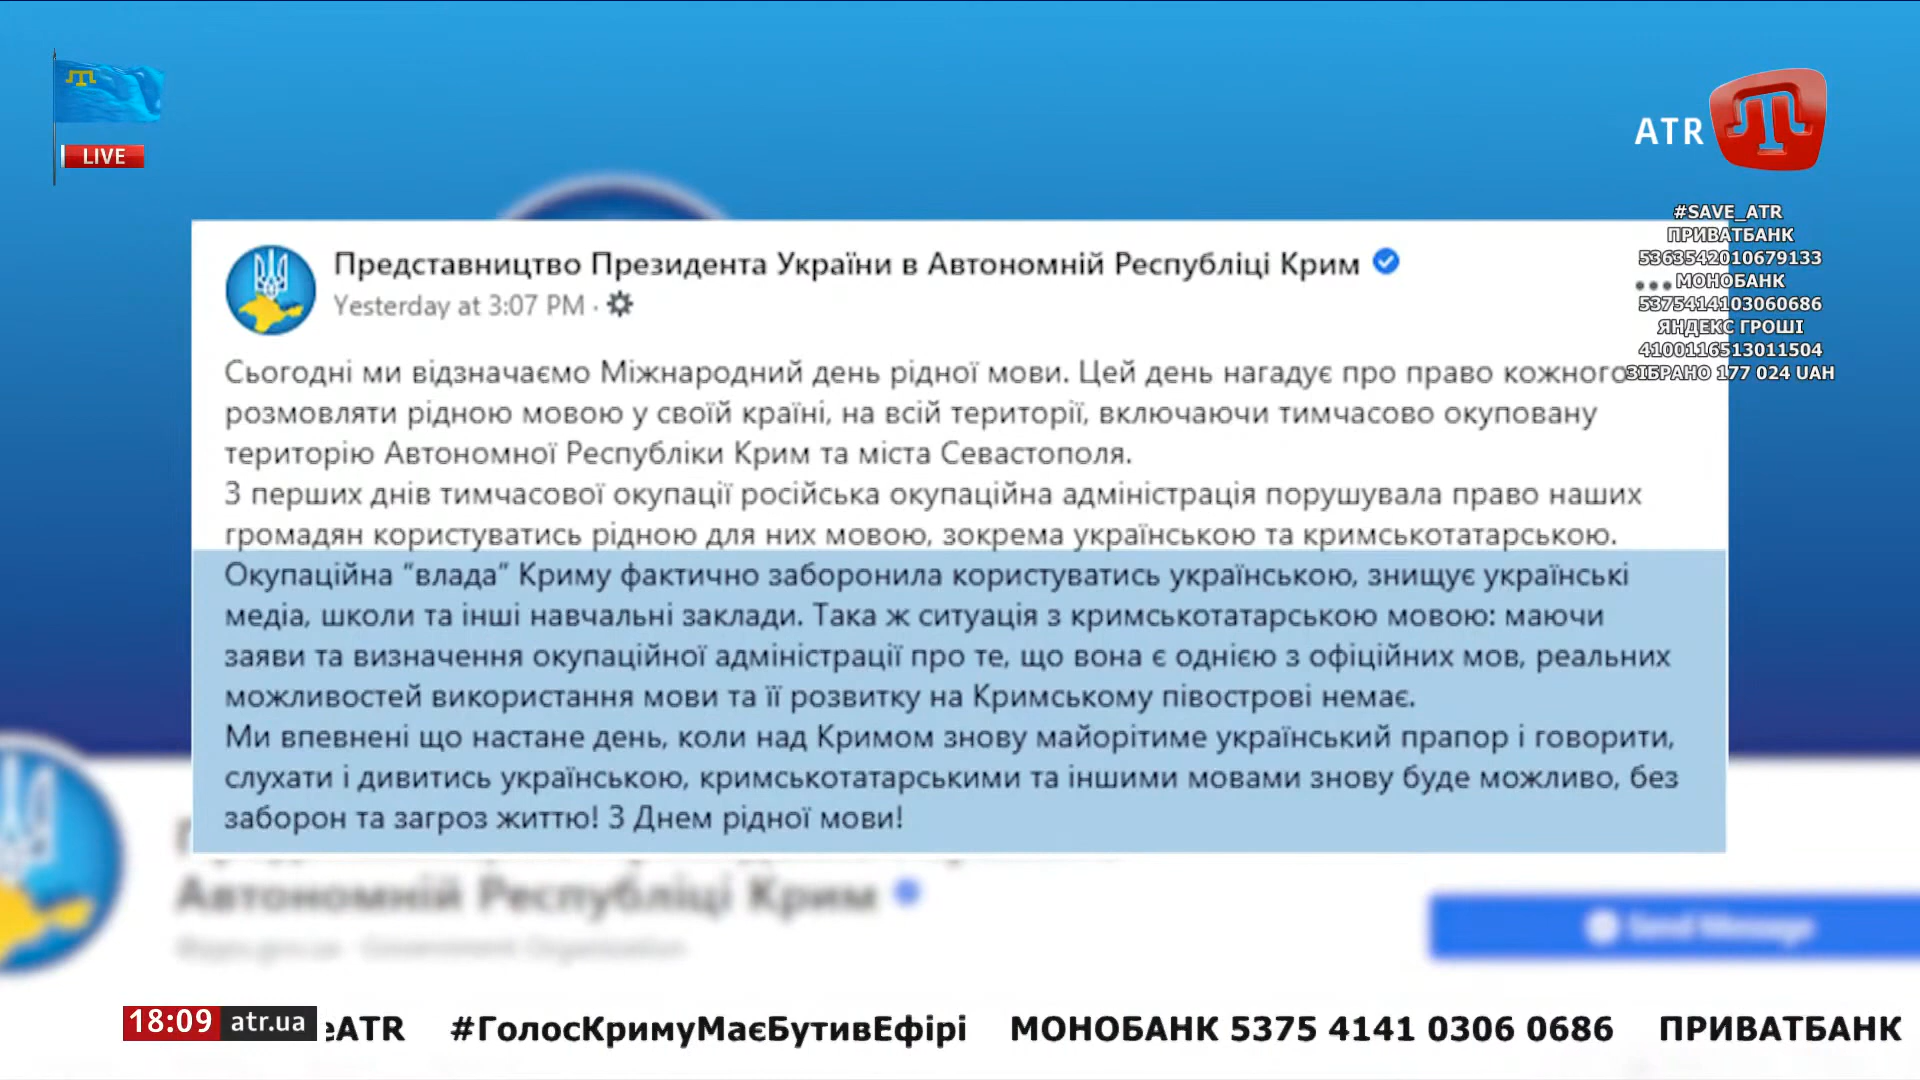 LIVE
ATR
#SAVE_ATR
ПРИВАТБАНК
5363542010679133
МОНОБАНК
5375414103060686
ЯНДЕКС ГРОШІ
4100116513011504
ЗІБРАНО 177 024 UAH
Представництво Президента України в Автономній Республіці Крим
Yesterday at 3:07 PM ·
Сьогодні ми відзначаємо Міжнародний день рідної мови. Цей день нагадує про право кожного
розмовляти рідною мовою у своїй країні, на всій території, включаючи тимчасово окуповану
територію Автономної Республіки Крим та міста Севастополя.
З перших днів тимчасової окупації російська окупаційна адміністрація порушувала право наших
громадян користуватись рідною для них мовою, зокрема українською та кримськотатарською.
Окупаційна "влада" Криму фактично заборонила користуватись українською, знищує українські
медіа, школи та інші навчальні заклади. Така ж ситуація з кримськотатарською мовою: маючи
заяви та визначення окупаційної адміністрації про те, що вона є однією з офіційних мов, реальних
можливостей використання мови та її розвитку на Кримському півострові немає.
Ми впевнені що настане день, коли над Кримом знову майорітиме український прапор і говорити,
слухати і дивитись українською, кримськотатарськими та іншими мовами знову буде можливо, без
заборон та загроз життю! З Днем рідної мови!
Автономній Республіці Крим
Government Organization
Send Message
18:09 atr.ua eATR #ГолосКримуМаєБутивЕфірі МОНОБАНК 5375 4141 0306 0686 ПРИВАТБАНК